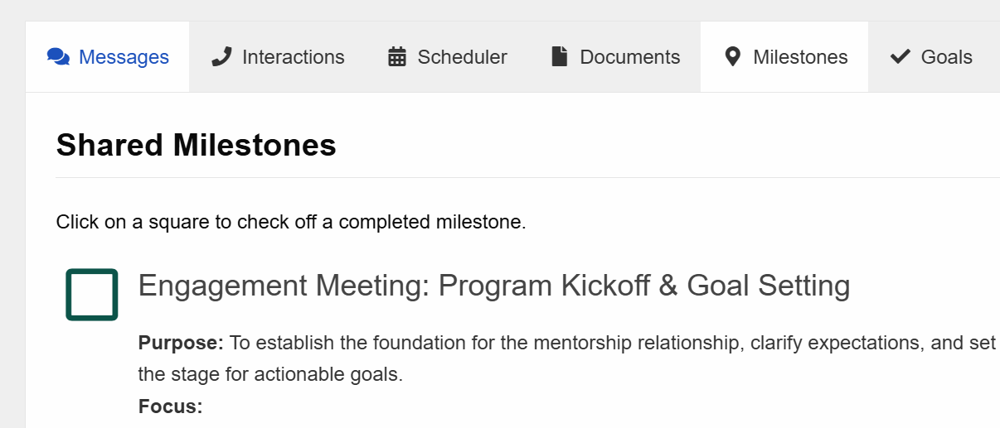 Messages Interactions Scheduler Documents Milestones Goals
Shared Milestones
Click on a square to check off a completed milestone.
Engagement Meeting: Program Kickoff & Goal Setting
Purpose: To establish the foundation for the mentorship relationship, clarify expectations, and set
the stage for actionable goals.
Focus: